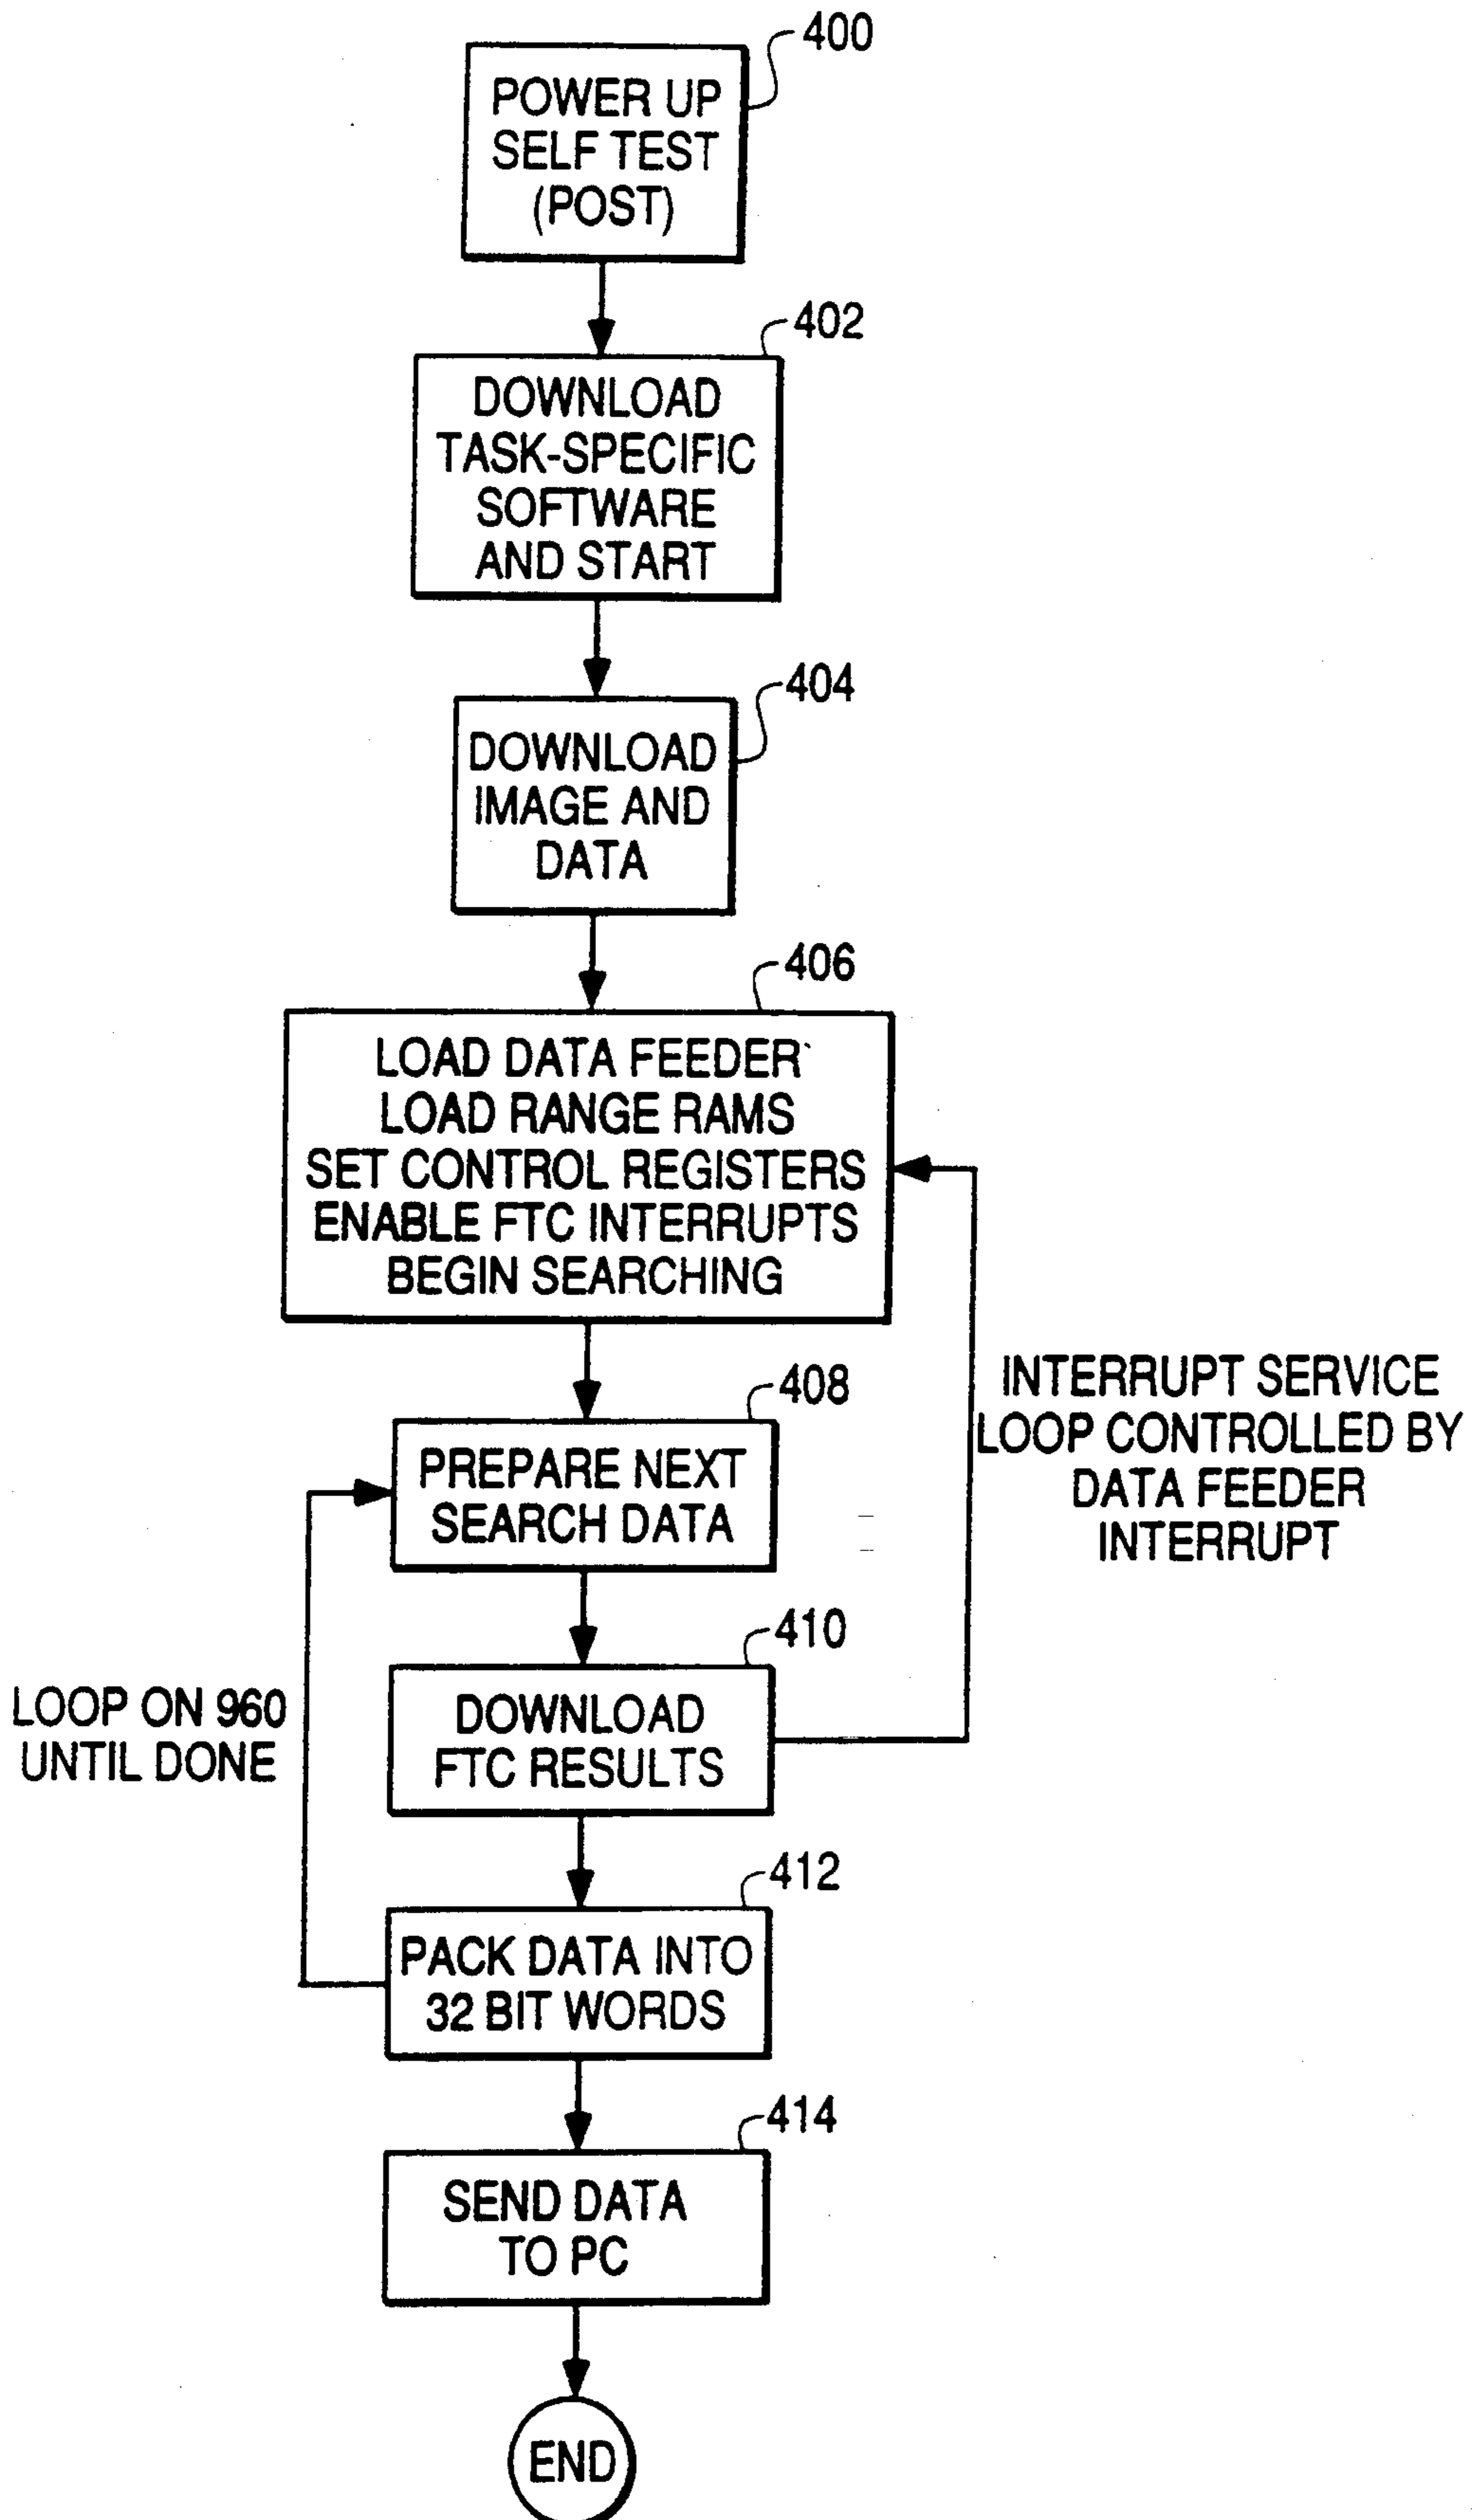 400
POWER UP
SELF TEST
(POST)
402
DOWNLOAD
TASK-SPECIFIC
SOFTWARE
AND START
404
DOWNLOAD
IMAGE AND
DATA
406
LOAD DATA FEEDER
LOAD RANGE RAMS
SET CONTROL REGISTERS
ENABLE FTC INTERRUPTS
BEGIN SEARCHING
INTERRUPT SERVICE
LOOP CONTROLLED BY
DATA FEEDER
INTERRUPT
408
PREPARE NEXT
SEARCH DATA
410
DOWNLOAD
FTC RESULTS
LOOP ON 960
UNTIL DONE
412
PACK DATA INTO
32 BIT WORDS
414
SEND DATA
TO PC
END